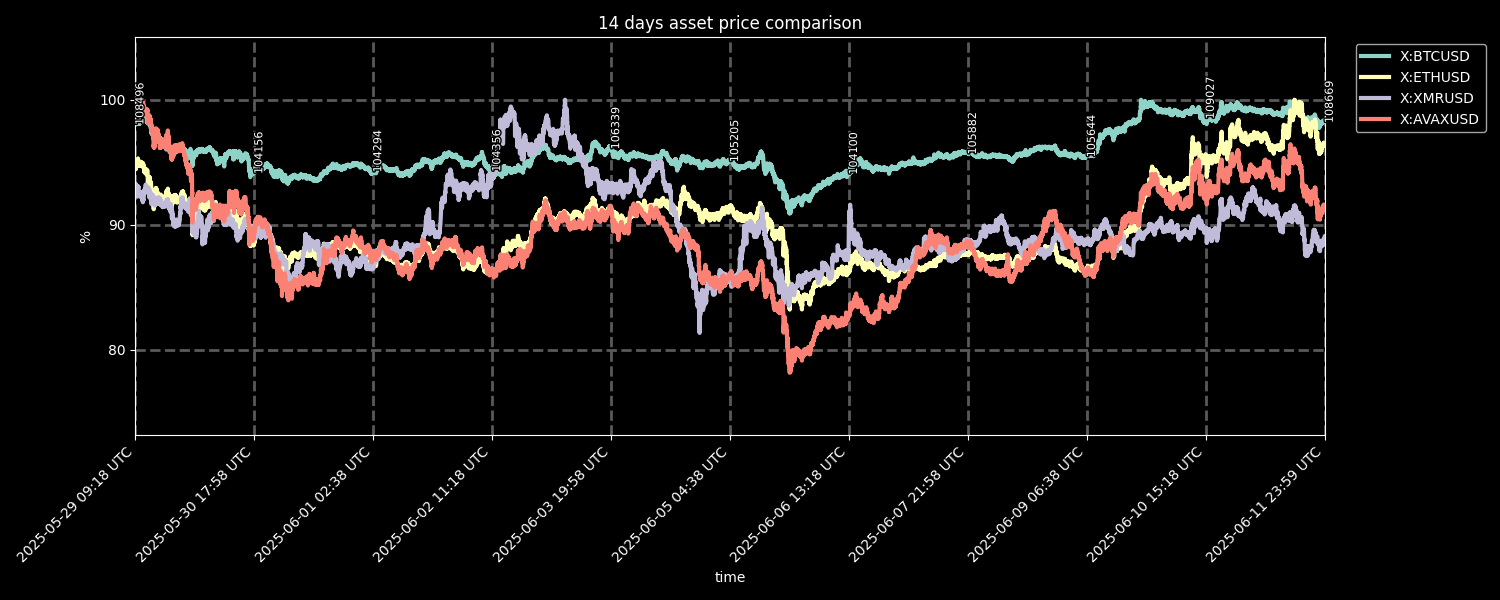 14 days asset price comparison
X:BTCUSD
X:ETHUSD
X:XMRUSD
X:AVAXUSD
100
90
80
%
108496
104156
104294
104356
106339
105205
104100
105882
105644
109027
108669
2025-05-29 09:18 UTC
2025-05-30 17:58 UTC
2025-06-01 02:38 UTC
2025-06-02 11:18 UTC
2025-06-03 19:58 UTC
2025-06-05 04:38 UTC
2025-06-06 13:18 UTC
2025-06-07 21:58 UTC
2025-06-09 06:38 UTC
2025-06-10 15:18 UTC
2025-06-11 23:59 UTC
time